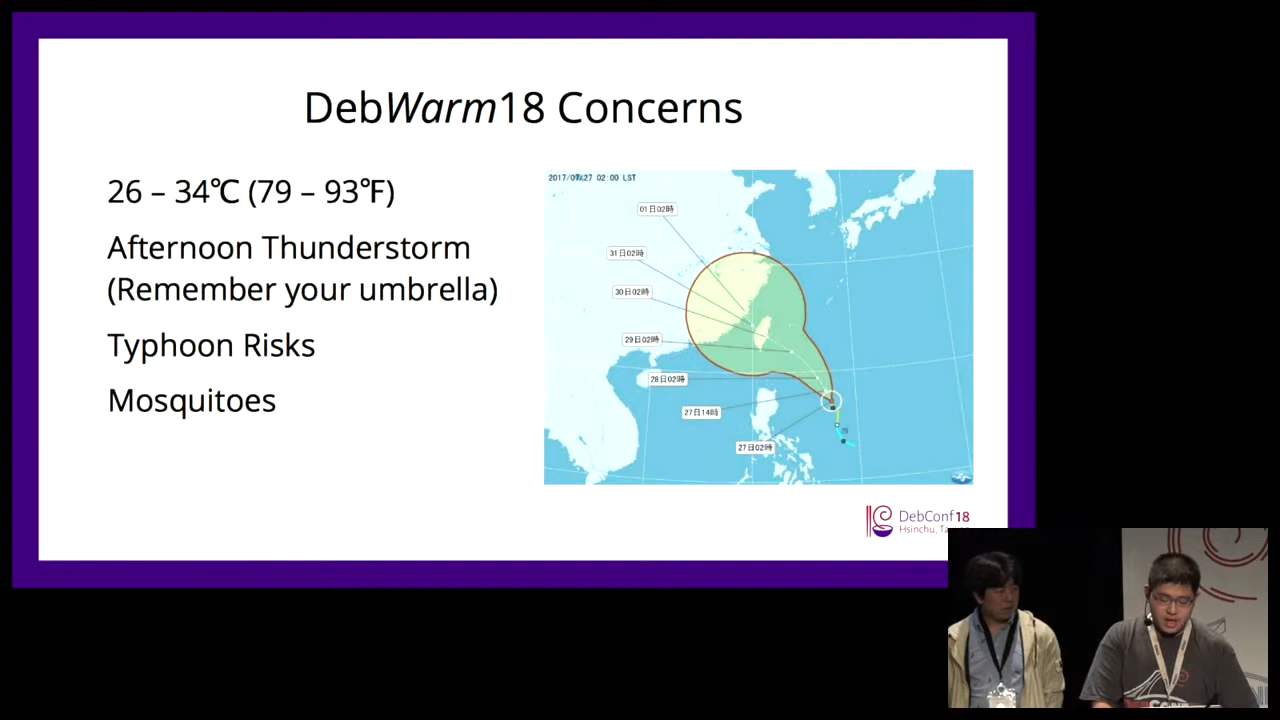 DebWarm18 Concerns
26 – 34℃ (79 – 93℉)
Afternoon Thunderstorm
(Remember your umbrella)
Typhoon Risks
Mosquitoes
02:00 LST
01日02時
31日02時
30日02時
29日02時
28日02時
27日14時
27日02時
DebConf18
Hsinchu,